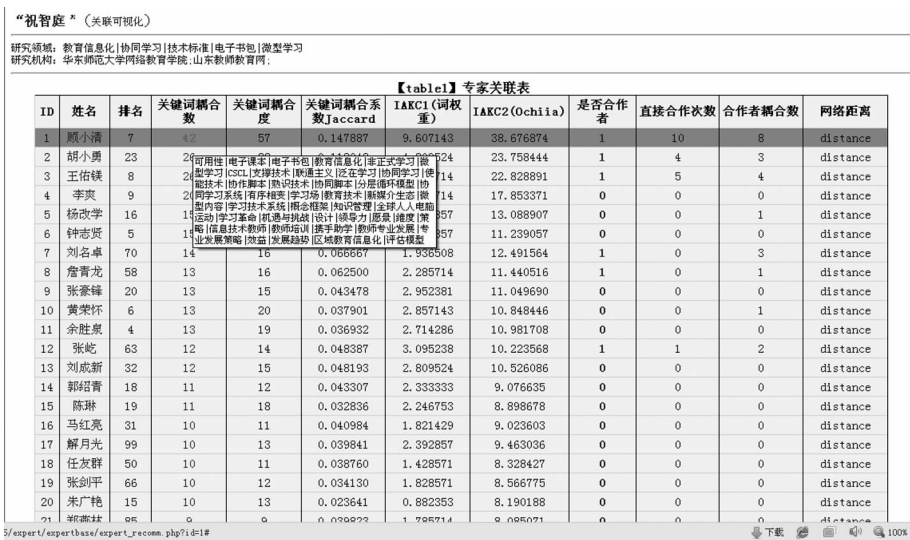 “祝智庭 ”（关联可视化）
研究领域：教育信息化|协同学习|技术标准|电子书包|微型学习
研究机构：华东师范大学网络教育学院;山东教师教育网;
【table1】专家关联表
ID 姓名 排名 关键词耦合数 关键词耦合度 关键词耦合系数Jaccard IAKC1(词权重) IAKC2(Ochiia) 是否合作者 直接合作次数 合作者耦合数 网络距离
1 顾小清 7 42 57 0.147887 9.607143 38.676874 1 10 8 distance
2 胡小勇 23 23.758444 1 4 3 distance
3 王佑镁 8 22.828891 1 5 4 distance
4 李爽 9 17.853371 0 0 0 distance
5 杨改学 16 13.088907 0 0 1 distance
6 钟志贤 5 11.239057 0 0 0 distance
可用性|电子课本|电子书包|教育信息化|非正式学习|微
型学习|CSCL|支撑技术|联通主义|泛在学习|协同学习|使
能技术|协作脚本|熟识技术|协同脚本|分层循环模型|协
同学习系统|有序相变|学习场|教育技术|新媒介生态|微
型内容|学习技术系统|概念框架|知识管理|全球人人电脑
运动|学习革命|机遇与挑战|设计|领导力|愿景|维度|策
略|信息技术教师|教师培训|携手助学|教师专业发展|专
业发展策略|效益|发展趋势|区域教育信息化|评估模型
7 刘名卓 70 14 16 0.066667 1.936508 12.491564 1 0 3 distance
8 詹青龙 58 13 16 0.062500 2.285714 11.440516 1 0 1 distance
9 张豪锋 20 13 15 0.043478 2.952381 11.049690 0 0 0 distance
10 黄荣怀 6 13 20 0.037901 2.857143 10.848446 0 0 1 distance
11 余胜泉 4 13 19 0.036932 2.714286 10.981708 0 0 0 distance
12 张屹 63 12 14 0.048387 3.095238 10.223568 1 1 2 distance
13 刘成新 32 12 15 0.048193 2.809524 10.526086 0 0 0 distance
14 郭绍青 18 11 12 0.043307 2.333333 9.076635 0 0 0 distance
15 陈琳 19 11 18 0.032836 2.246753 8.898678 0 0 0 distance
16 马红亮 31 10 11 0.040984 1.821429 9.023603 0 0 0 distance
17 解月光 99 10 13 0.039841 2.392857 9.463036 0 0 0 distance
18 任友群 50 10 11 0.038760 1.428571 8.328427 0 0 0 distance
19 张剑平 66 10 12 0.034130 1.828571 8.566775 0 0 0 distance
20 朱广艳 15 10 13 0.023641 0.882353 8.190188 0 0 0 distance
21 郑燕林 85 9 9 0.039823 1.785714 8.085071 0 0 0 distance
5/expert/expertbase/expert_recomm.php?id=1# 下载 100%